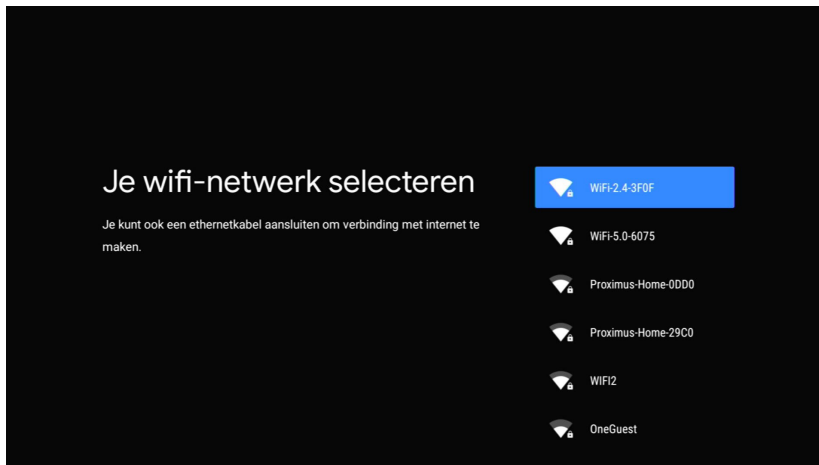 Je wifi-netwerk selecteren
Je kunt ook een ethernetkabel aansluiten om verbinding met internet te
maken.
WiFi-2.4-3F0F
WiFi-5.0-6075
Proximus-Home-0DD0
Proximus-Home-29C0
WIFI2
OneGuest